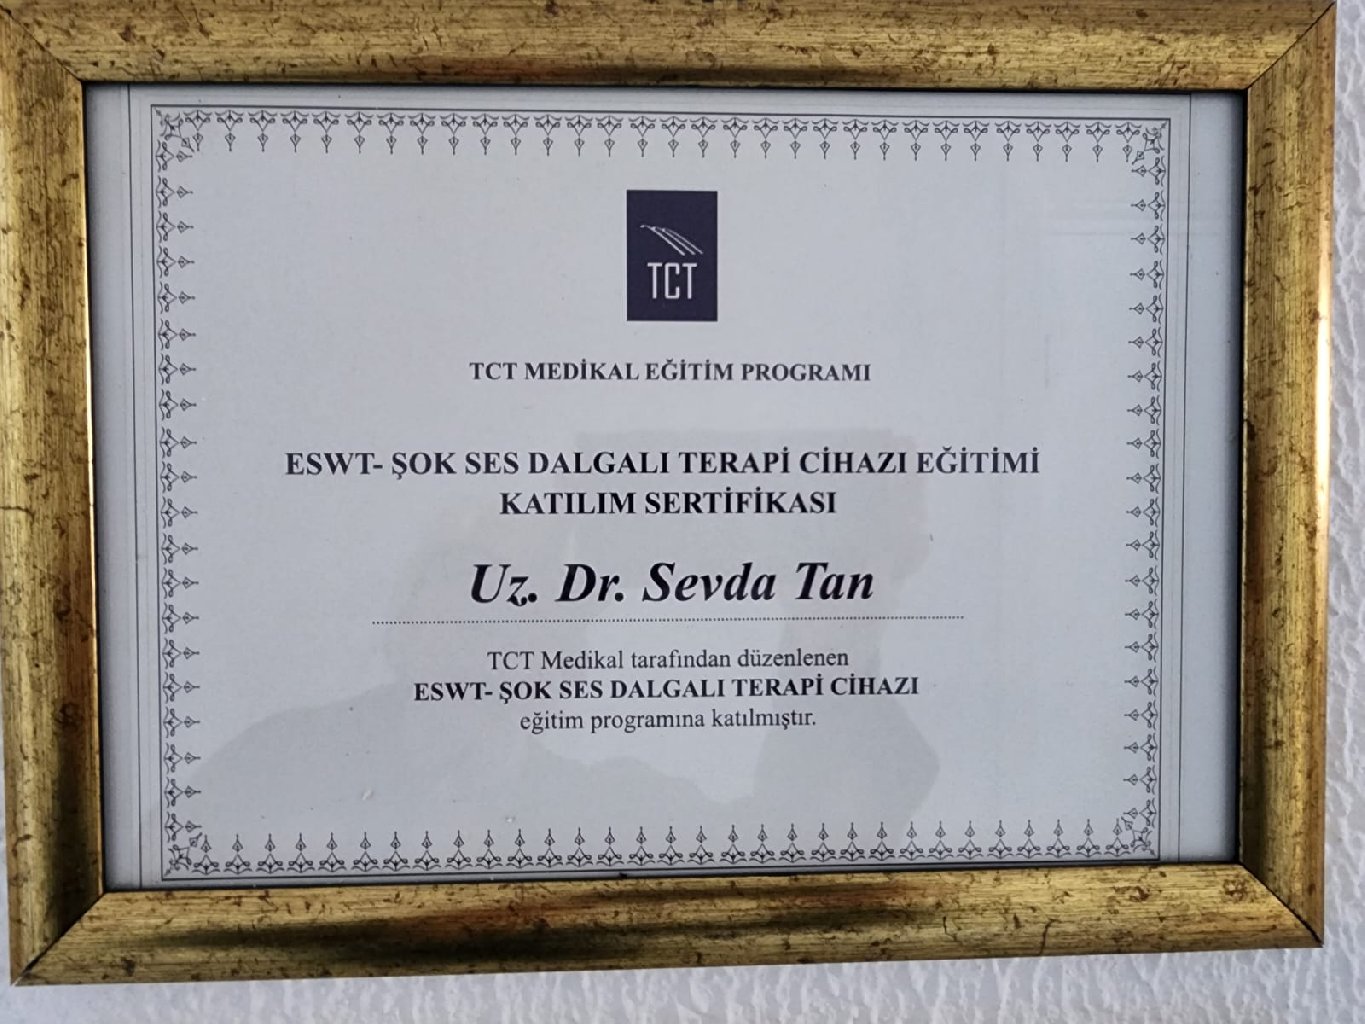 TCT
TCT MEDİKAL EĞİTİM PROGRAMI
ESWT- ŞOK SES DALGALI TERAPİ CİHAZI EĞİTİMİ
KATILIM SERTİFİKASI
Uz. Dr. Sevda Tan
TCT Medikal tarafından düzenlenen
ESWT- ŞOK SES DALGALI TERAPİ CİHAZI
eğitim programına katılmıştır.